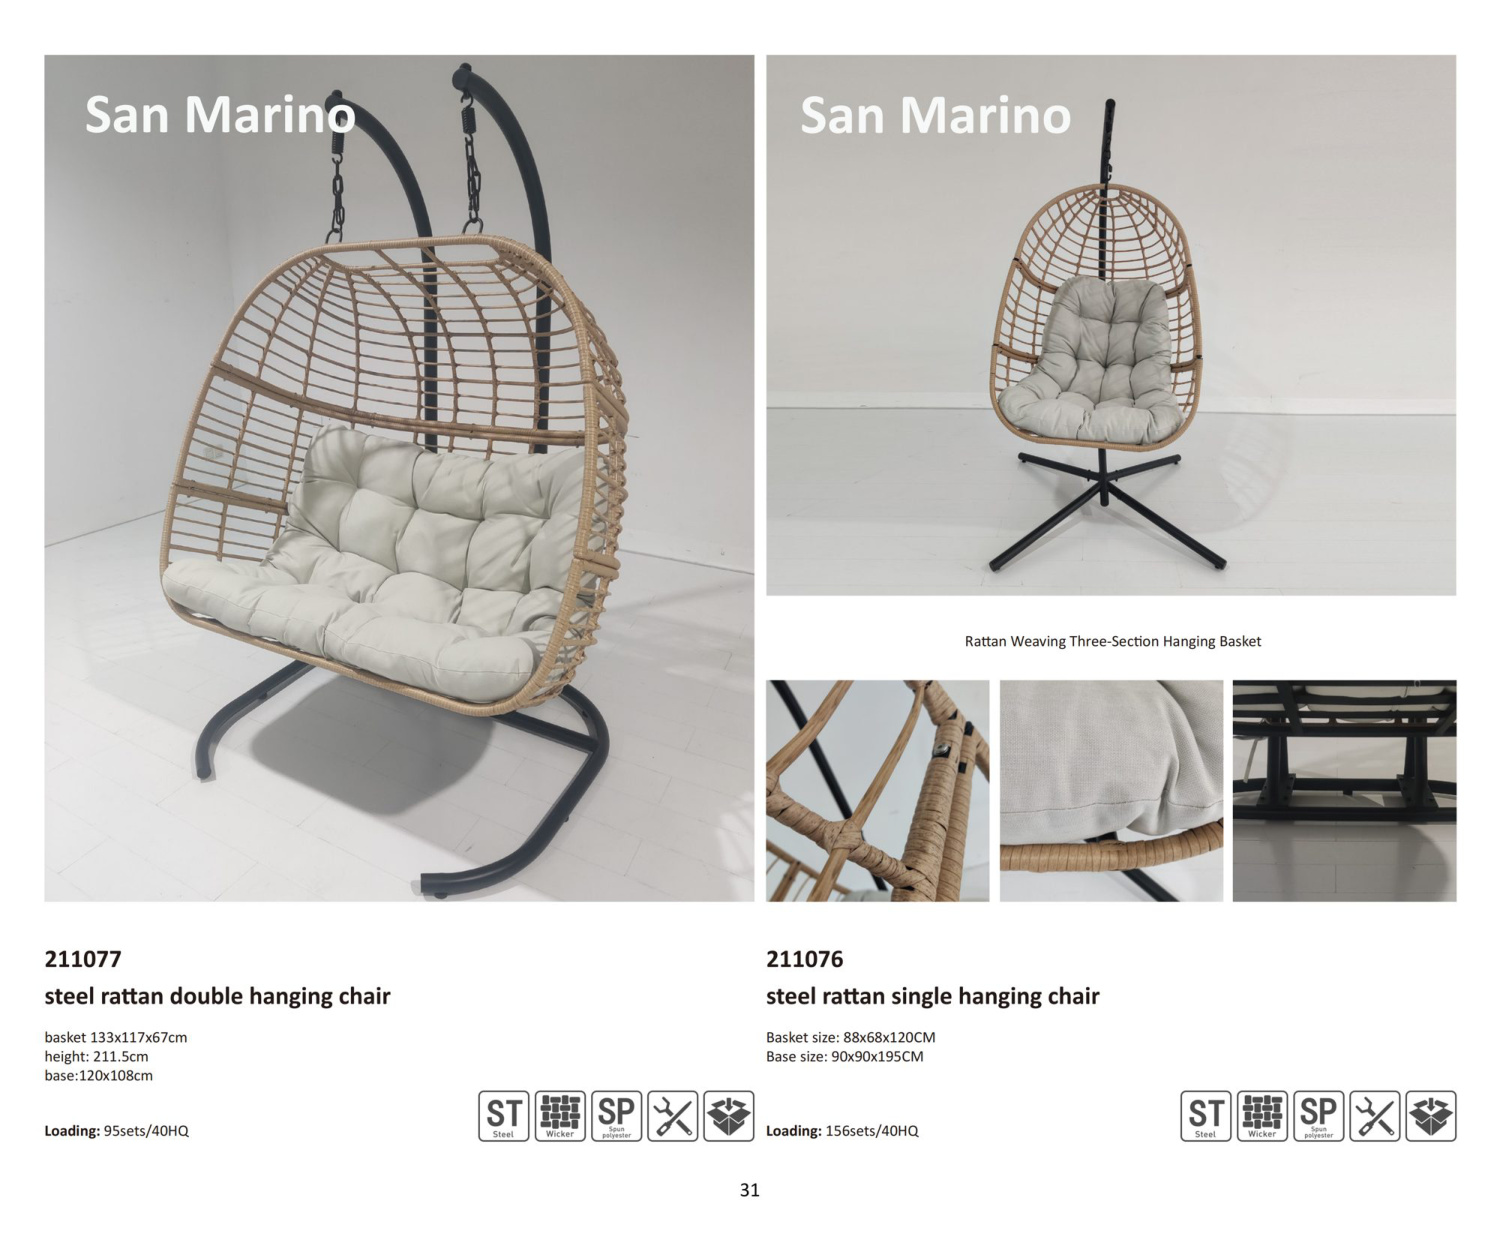 San Marino
San Marino
Rattan Weaving Three-Section Hanging Basket
211077
steel rattan double hanging chair
basket 133x117x67cm
height: 211.5cm
base:120x108cm
Loading: 95sets/40HQ
ST
Steel
Wicker
SP
Spun
polyester
211076
steel rattan single hanging chair
Basket size: 88x68x120CM
Base size: 90x90x195CM
Loading: 156sets/40HQ
ST
Steel
Wicker
SP
Spun
polyester
31